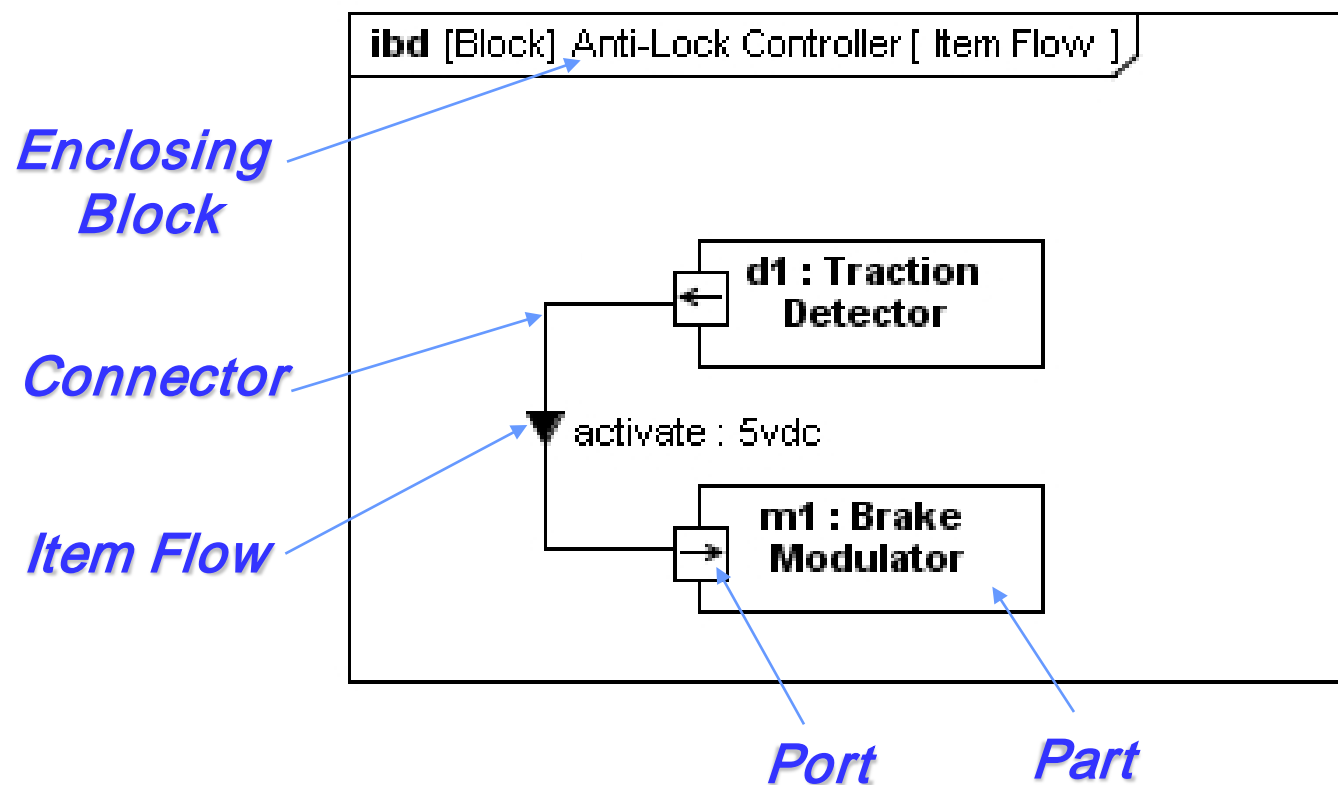 ibd [Block] Anti-Lock Controller [ Item Flow ]
Enclosing
Block
d1 : Traction
Detector
Connector
activate : 5vdc
m1 : Brake
Modulator
Item Flow
Port
Part